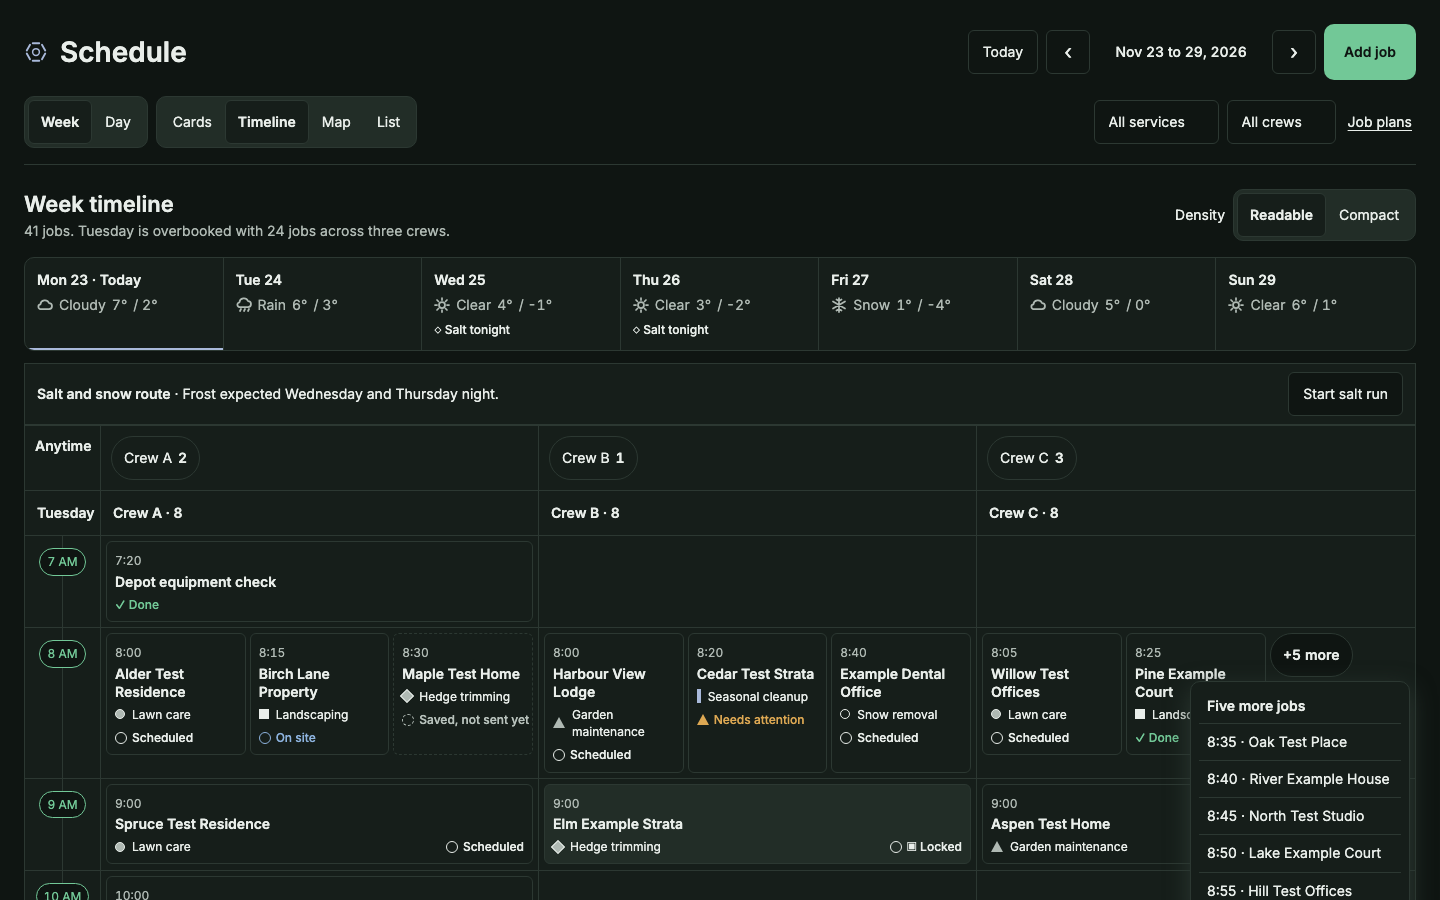 Schedule
Today
Nov 23 to 29, 2026
Add job
Week Day
Cards Timeline Map List
All services
All crews
Job plans
Week timeline
41 jobs. Tuesday is overbooked with 24 jobs across three crews.
Density Readable Compact
Mon 23 · Today
Cloudy 7° / 2°
Tue 24
Rain 6° / 3°
Wed 25
Clear 4° / -1°
Salt tonight
Thu 26
Clear 3° / -2°
Salt tonight
Fri 27
Snow 1° / -4°
Sat 28
Cloudy 5° / 0°
Sun 29
Clear 6° / 1°
Salt and snow route · Frost expected Wednesday and Thursday night.
Start salt run
Anytime
Crew A 2
Crew B 1
Crew C 3
Tuesday
Crew A · 8
Crew B · 8
Crew C · 8
7 AM
7:20
Depot equipment check
Done
8 AM
8:00
Alder Test
Residence
Lawn care
Scheduled
8:15
Birch Lane
Property
Landscaping
On site
8:30
Maple Test Home
Hedge trimming
Saved, not sent yet
8:00
Harbour View
Lodge
Garden
maintenance
Scheduled
8:20
Cedar Test Strata
Seasonal cleanup
Needs attention
8:40
Example Dental
Office
Snow removal
Scheduled
8:05
Willow Test
Offices
Lawn care
Scheduled
8:25
Pine Example
Court
Landsc
Done
+5 more
Five more jobs
8:35 · Oak Test Place
8:40 · River Example House
8:45 · North Test Studio
8:50 · Lake Example Court
8:55 · Hill Test Offices
9 AM
9:00
Spruce Test Residence
Lawn care
Scheduled
9:00
Elm Example Strata
Hedge trimming
Locked
9:00
Aspen Test Home
Garden maintenance
10 AM
10:00